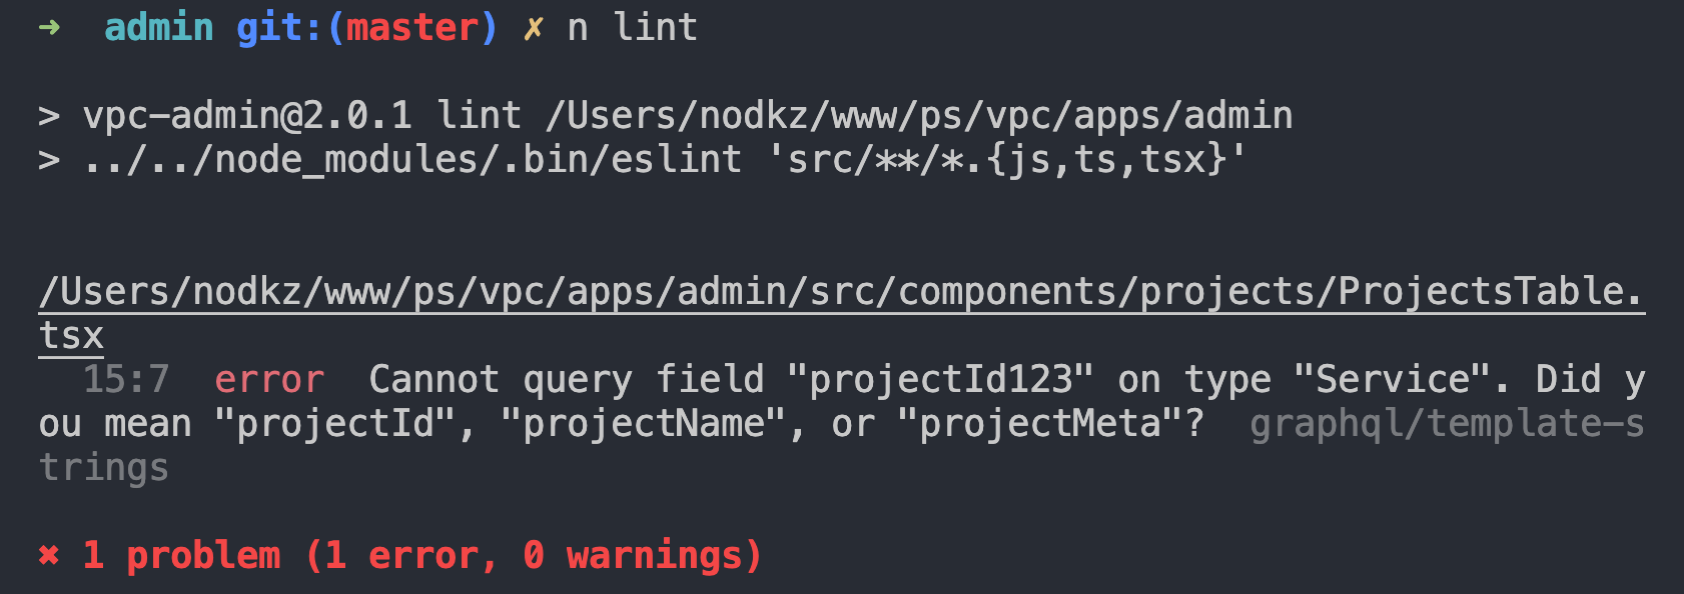 ➜  admin git:(master) ✗ n lint
> vpc-admin@2.0.1 lint /Users/nodkz/www/ps/vpc/apps/admin
> ../../node_modules/.bin/eslint 'src/**/*.{js,ts,tsx}'
/Users/nodkz/www/ps/vpc/apps/admin/src/components/projects/ProjectsTable.
tsx
  15:7  error  Cannot query field "projectId123" on type "Service". Did y
ou mean "projectId", "projectName", or "projectMeta"?  graphql/template-s
trings
✖ 1 problem (1 error, 0 warnings)